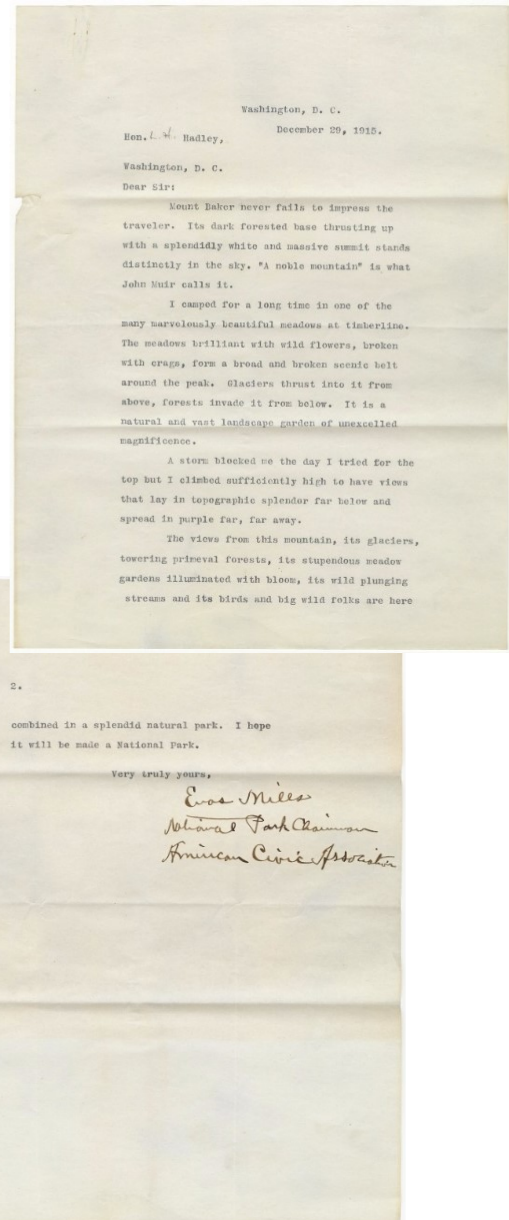 Washington, D. C.
December 29, 1915.
Hon. L. H. Hadley,
Washington, D. C.
Dear Sir:
Mount Baker never fails to impress the
traveler. Its dark forested base thrusting up
with a splendidly white and massive summit stands
distinctly in the sky. "A noble mountain" is what
John Muir calls it.
I camped for a long time in one of the
many marvelously beautiful meadows at timberline.
The meadows brilliant with wild flowers, broken
with crags, form a broad and broken scenic belt
around the peak. Glaciers thrust into it from
above, forests invade it from below. It is a
natural and vast landscape garden of unexcelled
magnificence.
A storm blocked me the day I tried for the
top but I climbed sufficiently high to have views
that lay in topographic splendor far below and
spread in purple far, far away.
The views from this mountain, its glaciers,
towering primeval forests, its stupendous meadow
gardens illuminated with bloom, its wild plunging
streams and its birds and big wild folks are here
2.
combined in a splendid natural park. I hope
it will be made a National Park.
Very truly yours,
Enos Mills
National Park Chairman
American Civic Association